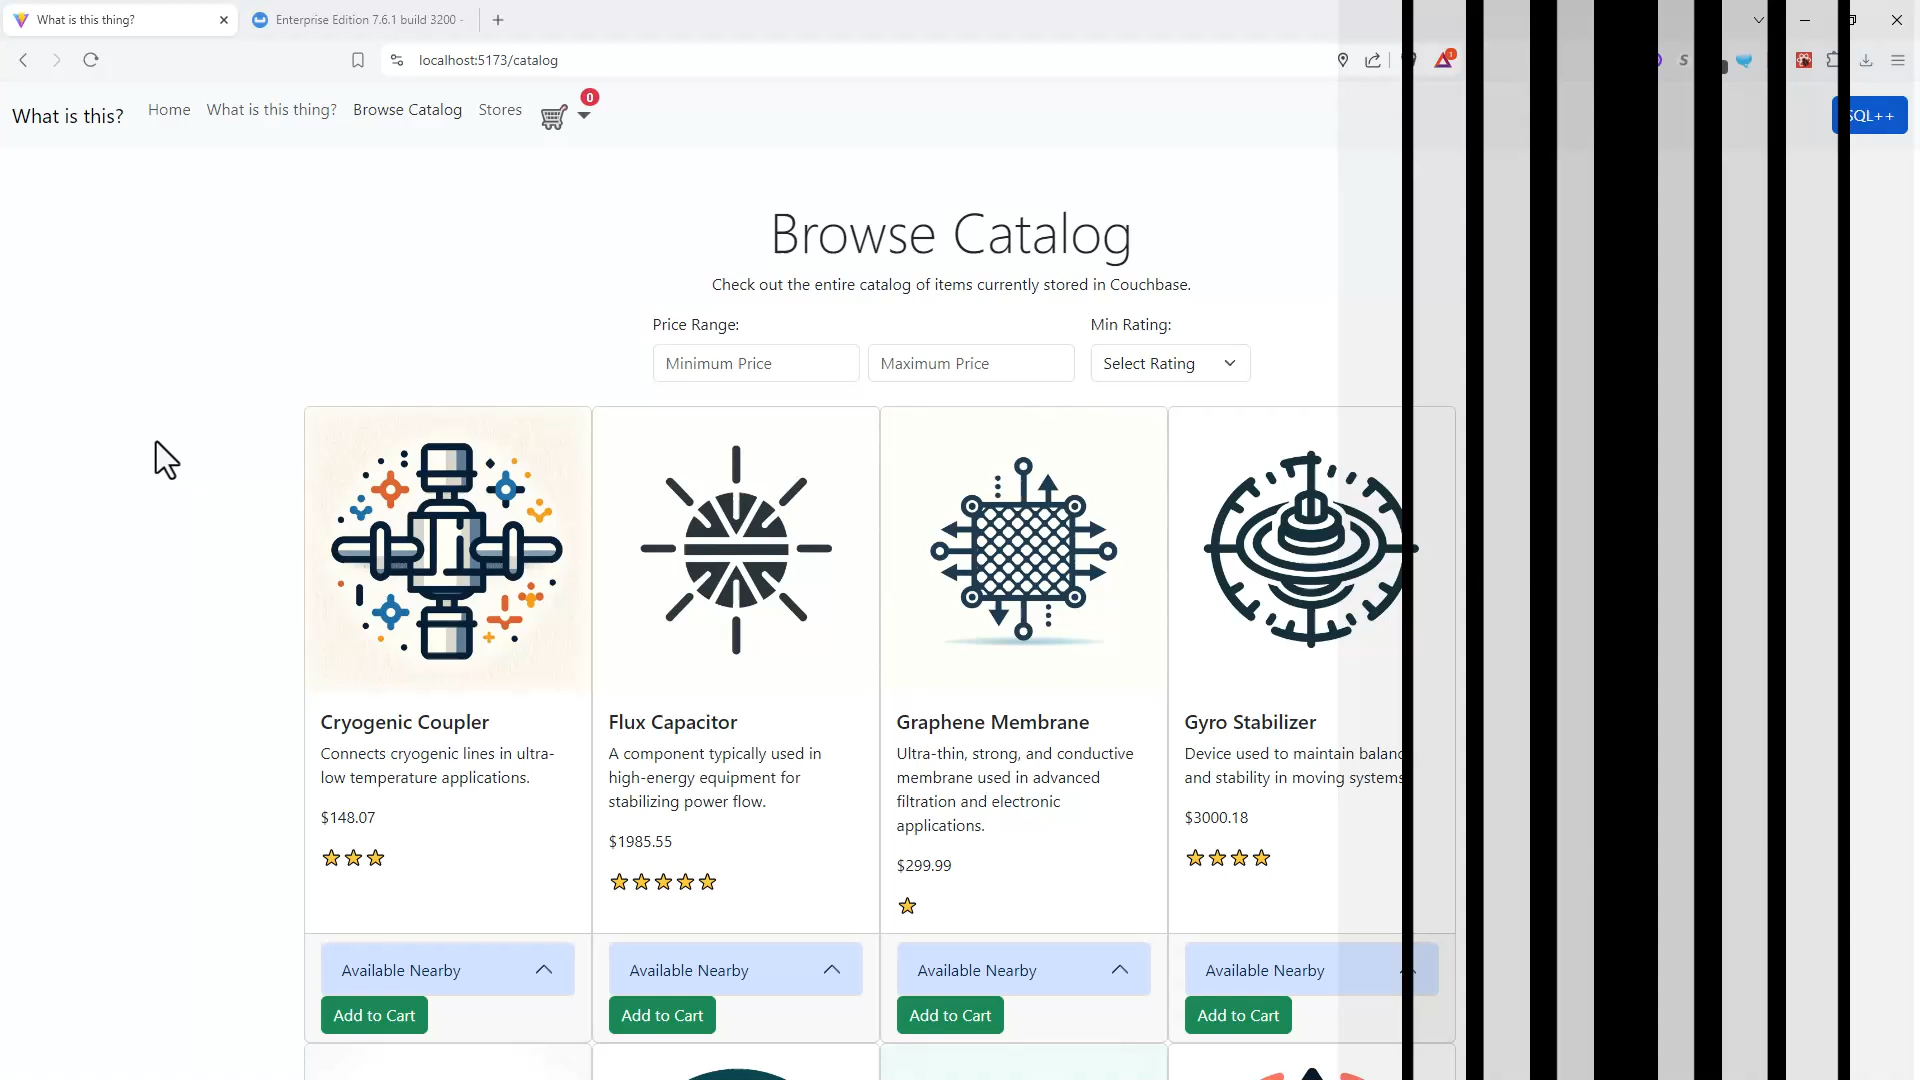 What is this thing?
Enterprise Edition 7.6.1 build 3200 -
localhost:5173/catalog
1
S
What is this?
Home
What is this thing?
Browse Catalog
Stores
0
SQL++
Browse Catalog
Check out the entire catalog of items currently stored in Couchbase.
Price Range:
Min Rating:
Minimum Price
Maximum Price
Select Rating
Cryogenic Coupler
Connects cryogenic lines in ultra-
low temperature applications.
$148.07
Available Nearby
Add to Cart
Flux Capacitor
A component typically used in
high-energy equipment for
stabilizing power flow.
$1985.55
Available Nearby
Add to Cart
Graphene Membrane
Ultra-thin, strong, and conductive
membrane used in advanced
filtration and electronic
applications.
$299.99
Available Nearby
Add to Cart
Gyro Stabilizer
Device used to maintain balanc
and stability in moving systems
$3000.18
Available Nearby
Add to Cart